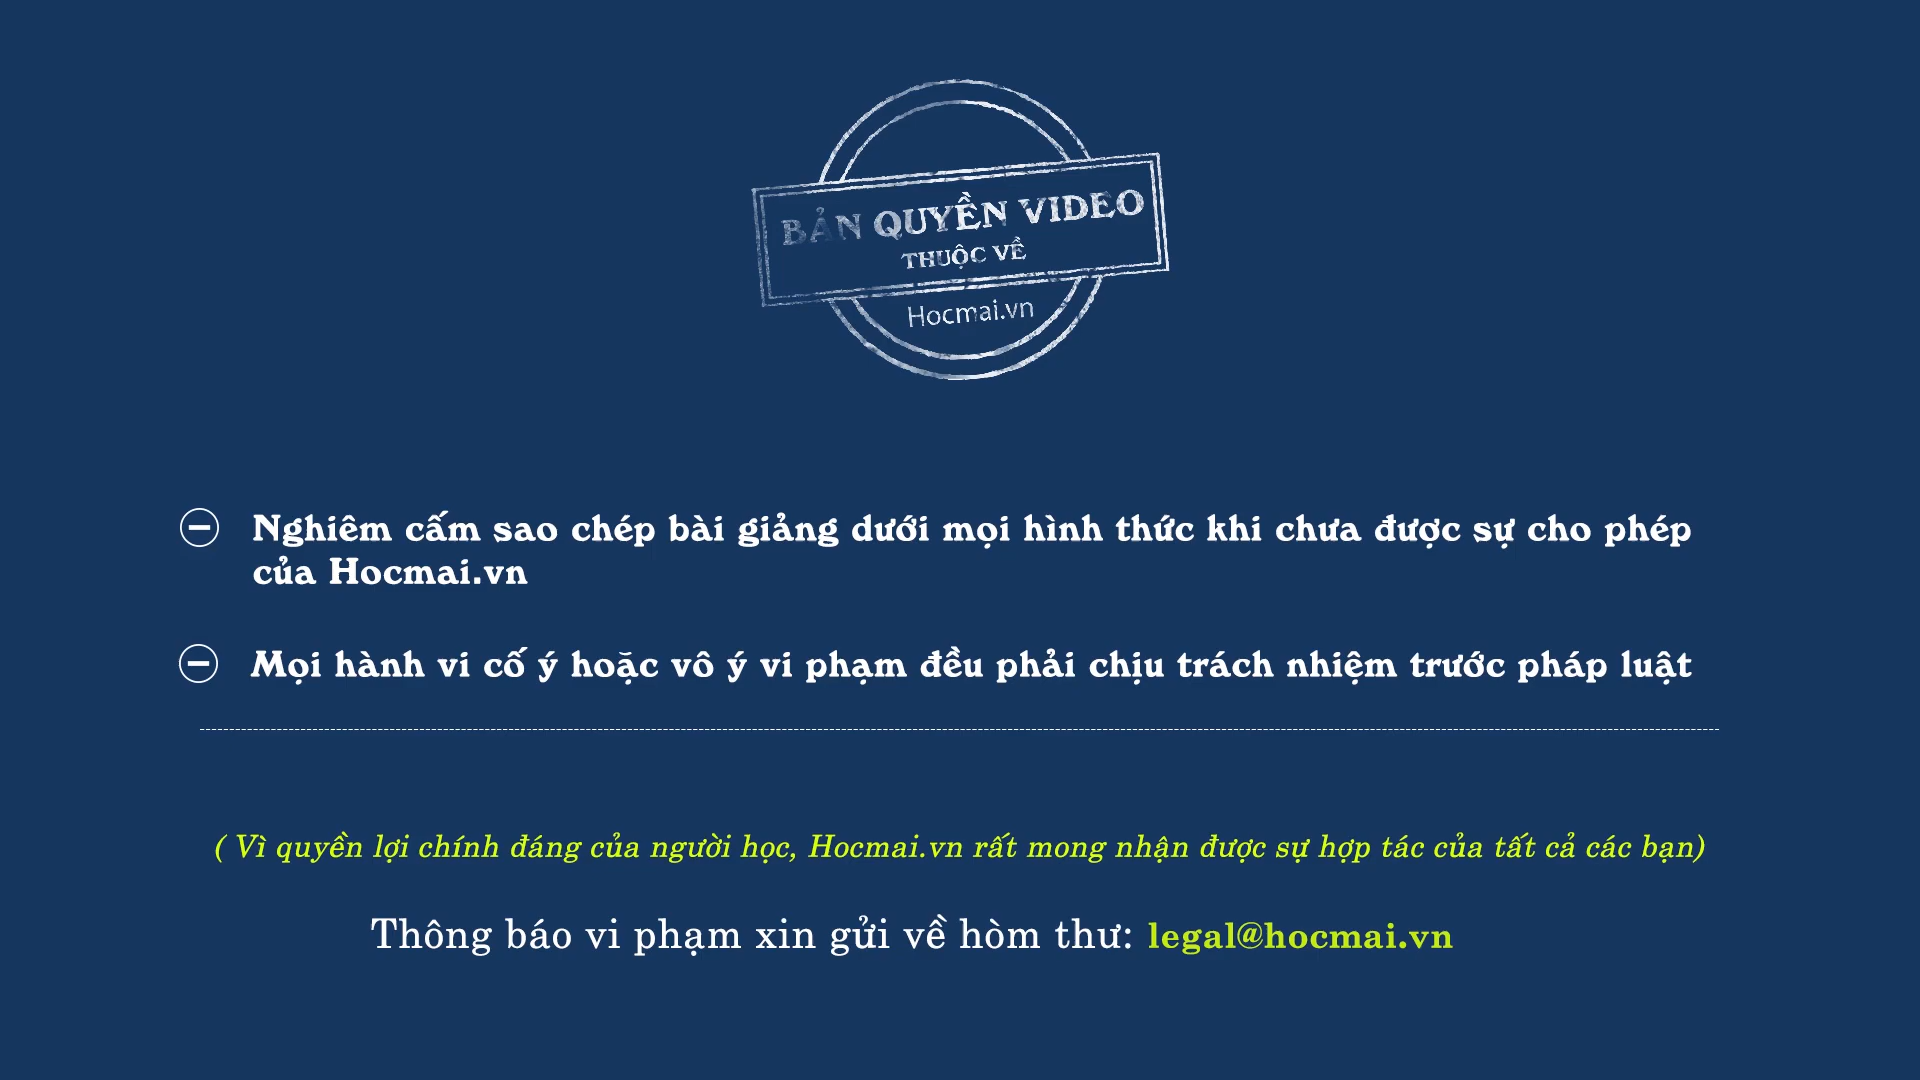 BẢN QUYỀN VIDEO
THUỘC VỀ
Hocmai.vn
Nghiêm cấm sao chép bài giảng dưới mọi hình thức khi chưa được sự cho phép
của Hocmai.vn
Mọi hành vi cố ý hoặc vô ý vi phạm đều phải chịu trách nhiệm trước pháp luật
( Vì quyền lợi chính đáng của người học, Hocmai.vn rất mong nhận được sự hợp tác của tất cả các bạn)
Thông báo vi phạm xin gửi về hòm thư: legal@hocmai.vn